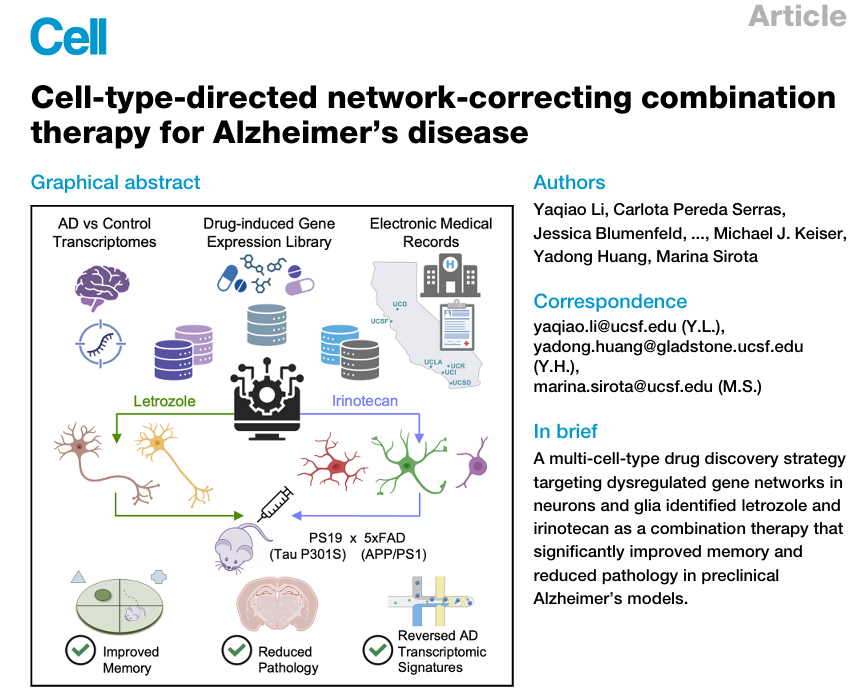 Article
Cell
Cell-type-directed network-correcting combination
therapy for Alzheimer's disease
Graphical abstract
AD vs Control
Transcriptomes
Drug-induced Gene
Expression Library
Electronic Medical
Records
H
UCD
UCSF
UCLA
UCR
UCI
UCSD
Letrozole
Irinotecan
PS19 x 5xFAD
(Tau P301S) (APP/PS1)
Improved
Memory
Reduced
Pathology
Reversed AD
Transcriptomic
Signatures
Authors
Yaqiao Li, Carlota Pereda Serras,
Jessica Blumenfeld, ..., Michael J. Keiser,
Yadong Huang, Marina Sirota
Correspondence
yaqiao.li@ucsf.edu (Y.L.),
yadong.huang@gladstone.ucsf.edu
(Y.H.),
marina.sirota@ucsf.edu (M.S.)
In brief
A multi-cell-type drug discovery strategy
targeting dysregulated gene networks in
neurons and glia identified letrozole and
irinotecan as a combination therapy that
significantly improved memory and
reduced pathology in preclinical
Alzheimer's models.